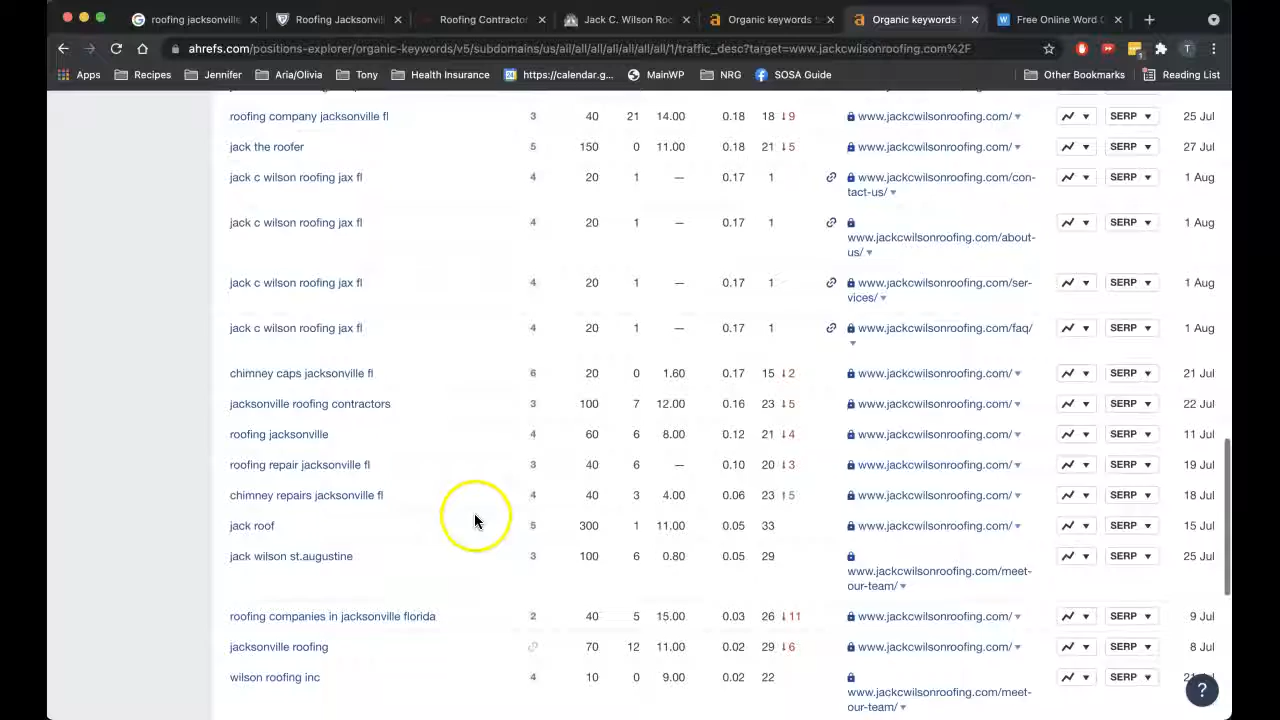 roofing jacksonville
Roofing Jacksonvill
Roofing Contractor
Jack C. Wilson Roo
Organic keywords f
Organic keywords f
Free Online Word C
ahrefs.com/positions-explorer/organic-keywords/v5/subdomains/us/all/all/all/all/all/all/all/1/traffic_desc?target=www.jackcwilsonroofing.com%2F
T
Apps Recipes Jennifer Aria/Olivia Tony Health Insurance https://calendar.g... MainWP NRG SOSA Guide Other Bookmarks Reading List
roofing company jacksonville fl 3 40 21 14.00 0.18 18 ↓9 www.jackcwilsonroofing.com/ SERP 25 Jul
jack the roofer 5 150 0 11.00 0.18 21 ↓5 www.jackcwilsonroofing.com/ SERP 27 Jul
jack c wilson roofing jax fl 4 20 1 — 0.17 1 www.jackcwilsonroofing.com/con- SERP 1 Aug
tact-us/
jack c wilson roofing jax fl 4 20 1 — 0.17 1 SERP 1 Aug
www.jackcwilsonroofing.com/about-
us/
jack c wilson roofing jax fl 4 20 1 — 0.17 1 www.jackcwilsonroofing.com/ser- SERP 1 Aug
vices/
jack c wilson roofing jax fl 4 20 1 — 0.17 1 www.jackcwilsonroofing.com/faq/ SERP 1 Aug
chimney caps jacksonville fl 6 20 0 1.60 0.17 15 ↓2 www.jackcwilsonroofing.com/ SERP 21 Jul
jacksonville roofing contractors 3 100 7 12.00 0.16 23 ↓5 www.jackcwilsonroofing.com/ SERP 22 Jul
roofing jacksonville 4 60 6 8.00 0.12 21 ↓4 www.jackcwilsonroofing.com/ SERP 11 Jul
roofing repair jacksonville fl 3 40 6 — 0.10 20 ↓3 www.jackcwilsonroofing.com/ SERP 19 Jul
chimney repairs jacksonville fl 4 40 3 4.00 0.06 23 ↑5 www.jackcwilsonroofing.com/ SERP 18 Jul
jack roof 5 300 1 11.00 0.05 33 www.jackcwilsonroofing.com/ SERP 15 Jul
jack wilson st.augustine 3 100 6 0.80 0.05 29 SERP 25 Jul
www.jackcwilsonroofing.com/meet-
our-team/
roofing companies in jacksonville florida 2 40 5 15.00 0.03 26 ↓11 www.jackcwilsonroofing.com/ SERP 9 Jul
jacksonville roofing 70 12 11.00 0.02 29 ↓6 www.jackcwilsonroofing.com/ SERP 8 Jul
wilson roofing inc 4 10 0 9.00 0.02 22 SERP
www.jackcwilsonroofing.com/meet-
our-team/
?